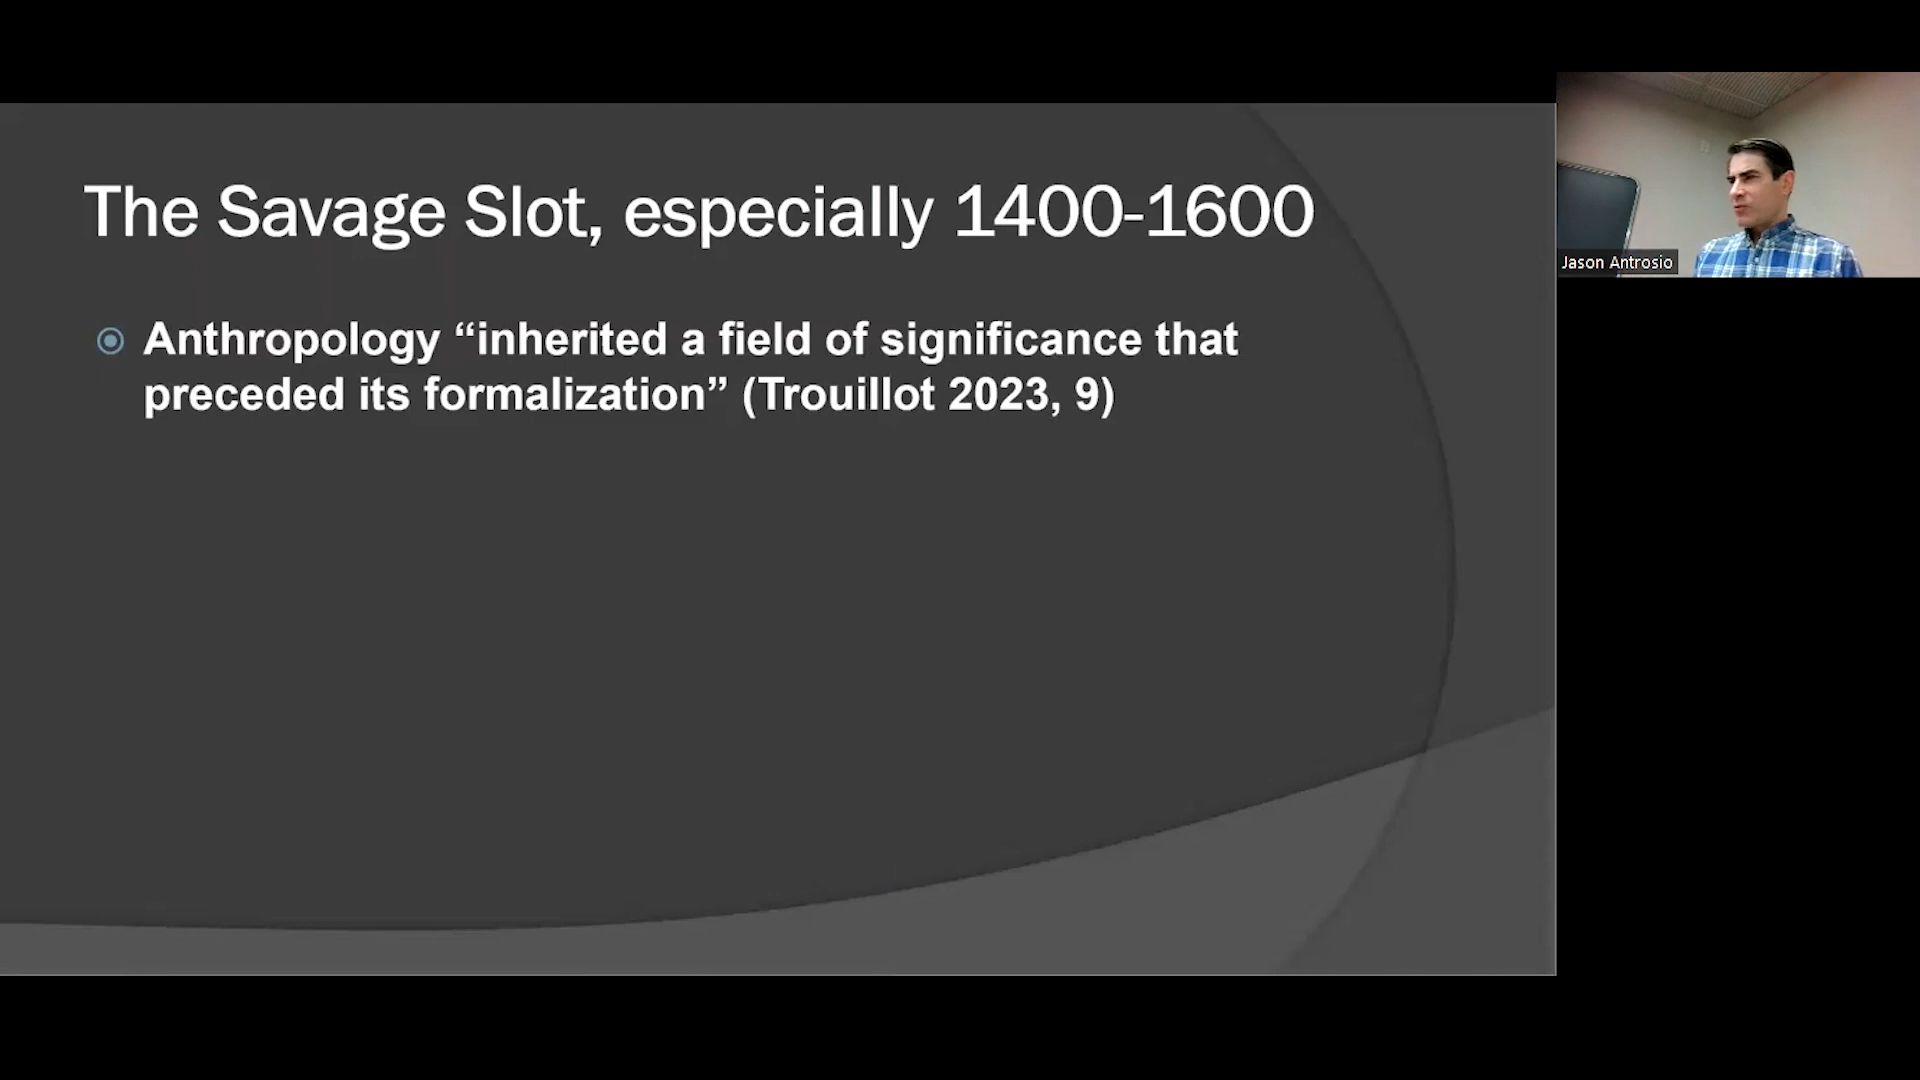 The Savage Slot, especially 1400-1600
Anthropology “inherited a field of significance that
preceded its formalization” (Trouillot 2023, 9)
Jason Antrosio